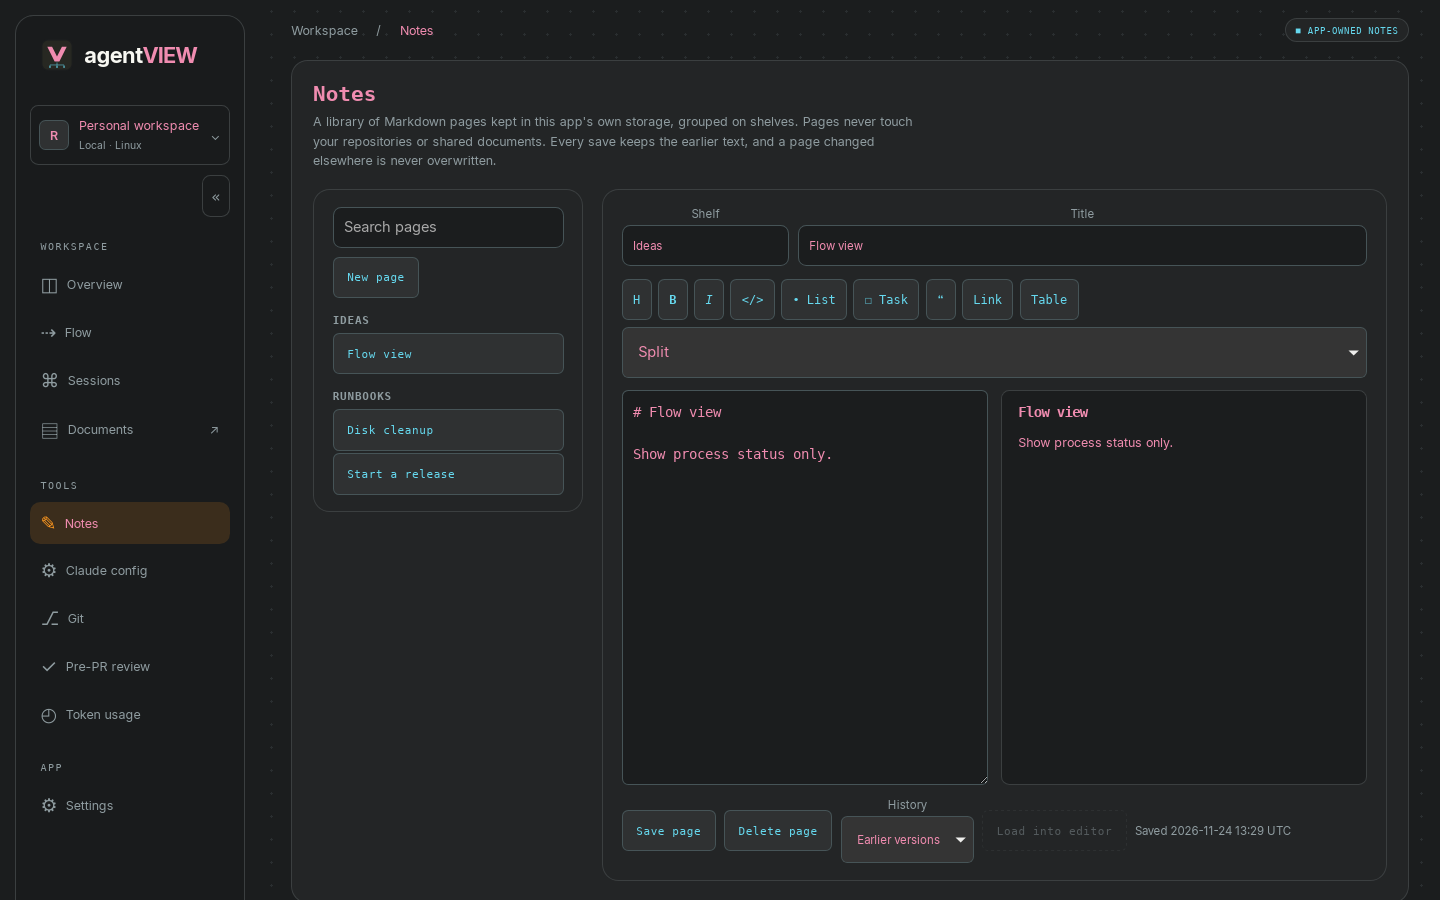 agentVIEW
R
Personal workspace
Local · Linux
«
WORKSPACE
Overview
Flow
Sessions
Documents
TOOLS
Notes
Claude config
Git
Pre-PR review
Token usage
APP
Settings
Workspace / Notes
APP-OWNED NOTES
Notes
A library of Markdown pages kept in this app's own storage, grouped on shelves. Pages never touch
your repositories or shared documents. Every save keeps the earlier text, and a page changed
elsewhere is never overwritten.
Search pages
New page
IDEAS
Flow view
RUNBOOKS
Disk cleanup
Start a release
Shelf Title
Ideas Flow view
H B I </> • List ☐ Task “ Link Table
Split
# Flow view
Show process status only.
Flow view
Show process status only.
History
Save page Delete page Earlier versions Load into editor Saved 2026-11-24 13:29 UTC